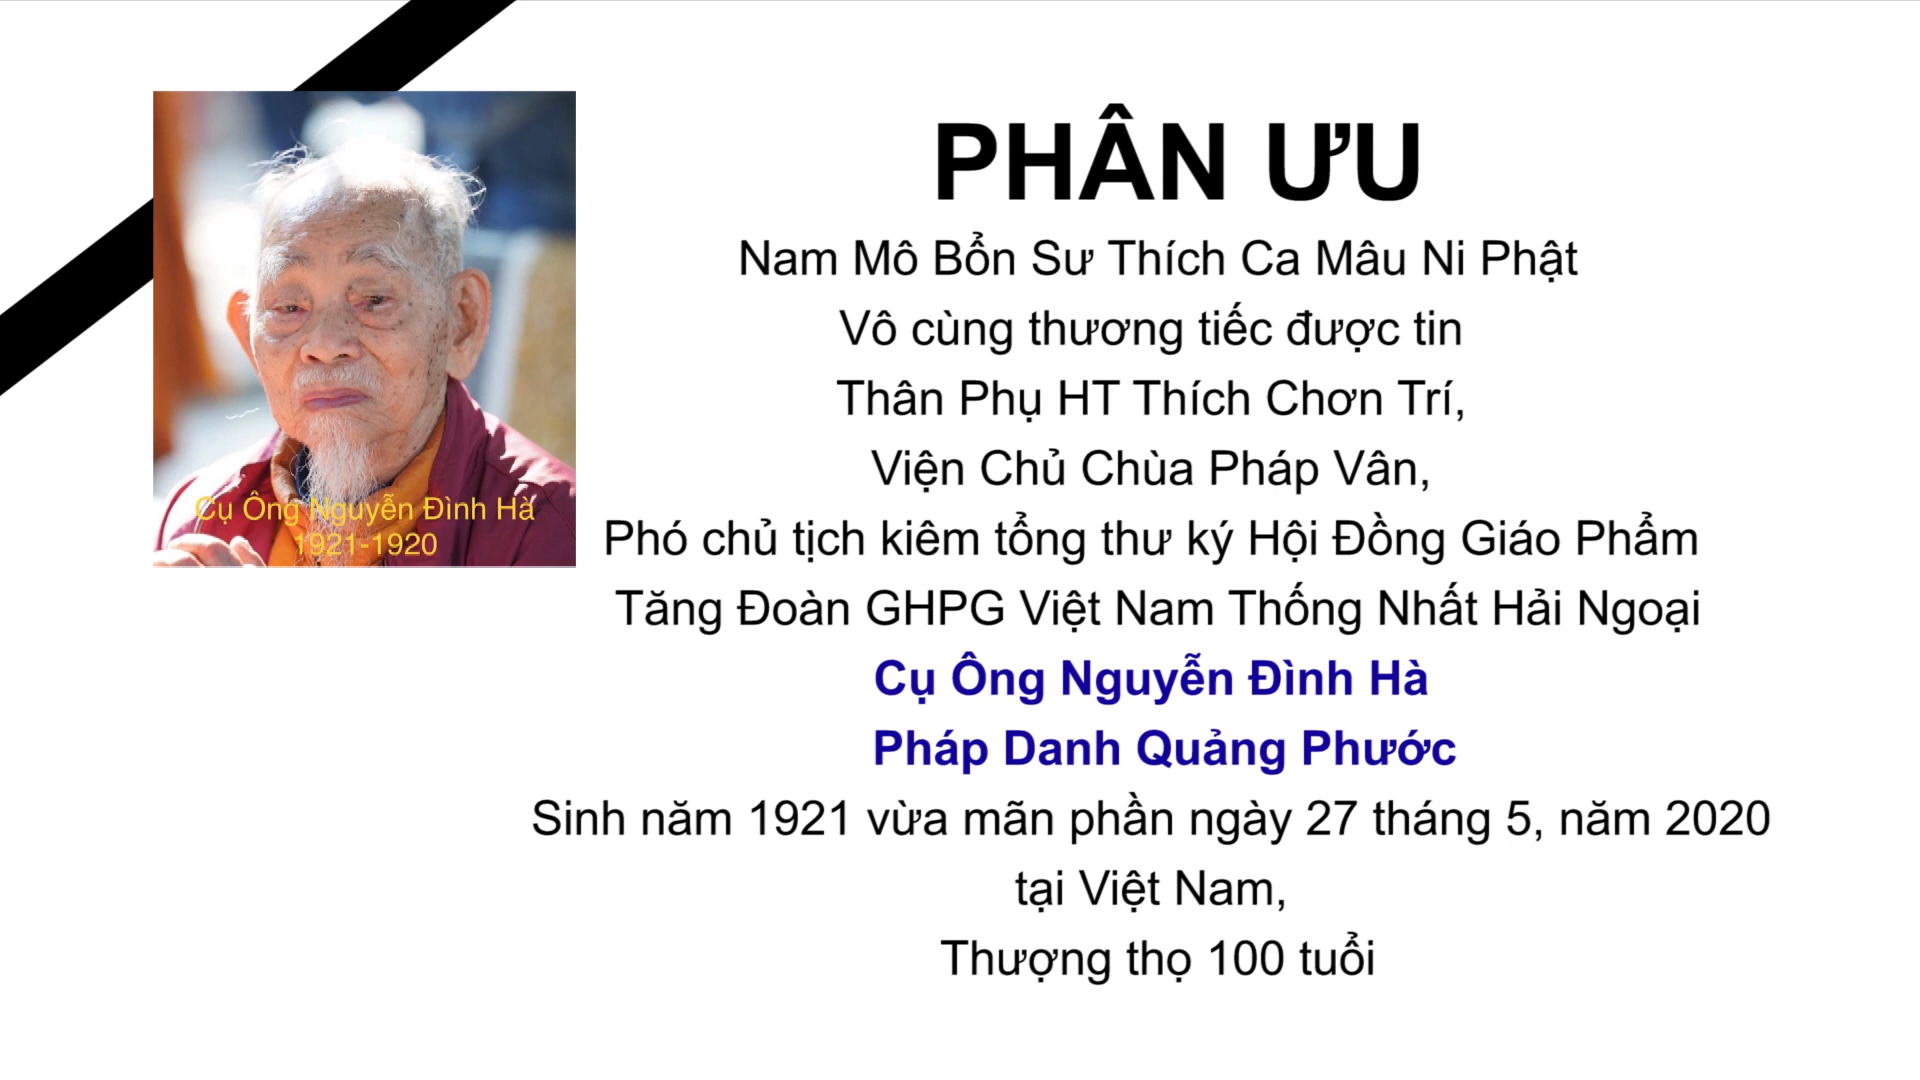 PHÂN ƯU
Nam Mô Bổn Sư Thích Ca Mâu Ni Phật
Vô cùng thương tiếc được tin
Thân Phụ HT Thích Chơn Trí,
Viện Chủ Chùa Pháp Vân,
Phó chủ tịch kiêm tổng thư ký Hội Đồng Giáo Phẩm
Tăng Đoàn GHPG Việt Nam Thống Nhất Hải Ngoại
Cụ Ông Nguyễn Đình Hà
Pháp Danh Quảng Phước
Sinh năm 1921 vừa mãn phần ngày 27 tháng 5, năm 2020
tại Việt Nam,
Thượng thọ 100 tuổi
Cụ Ông Nguyễn Đình Hà
1921-1920